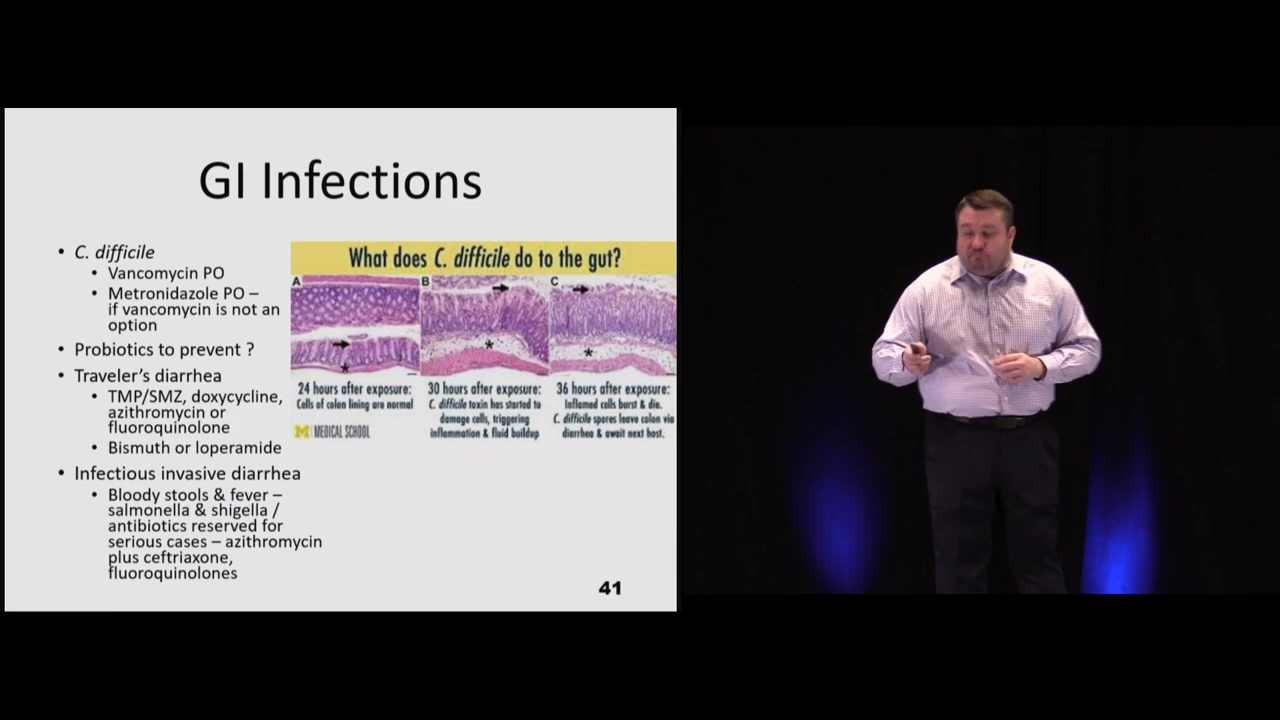 GI Infections
• C. difficile
• Vancomycin PO
• Metronidazole PO –
if vancomycin is not an
option
• Probiotics to prevent ?
• Traveler's diarrhea
• TMP/SMZ, doxycycline,
azithromycin or
fluoroquinolone
• Bismuth or loperamide
• Infectious invasive diarrhea
• Bloody stools & fever –
salmonella & shigella /
antibiotics reserved for
serious cases – azithromycin
plus ceftriaxone,
fluoroquinolones
What does C. difficile do to the gut?
A
B
C
*
*
*
24 hours after exposure:
Cells of colon lining are normal
M | MEDICAL SCHOOL
30 hours after exposure:
C. difficile toxin has started to
damage cells, triggering
inflammation & fluid buildup
36 hours after exposure:
Inflamed cells burst & die.
C. difficile spores leave colon via
diarrhea & await next host.
41